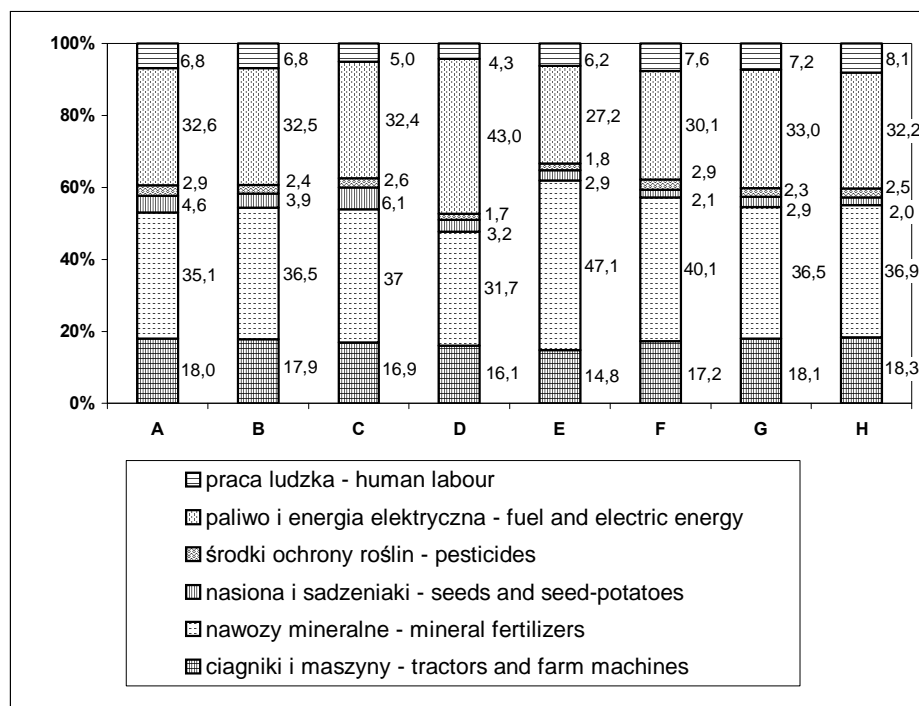 100%
6,8 6,8 5,0 4,3 6,2 7,6 7,2 8,1
80%
32,6 32,5 32,4 43,0 27,2 30,1 33,0 32,2
60%
2,9 2,4 2,6 1,7 1,8 2,9 2,3 2,5
4,6 3,9 6,1 3,2 2,9 2,1 2,9 2,0
40%
35,1 36,5 37 31,7 47,1 40,1 36,5 36,9
20%
18,0 17,9 16,9 16,1 14,8 17,2 18,1 18,3
0%
A B C D E F G H
praca ludzka - human labour
paliwo i energia elektryczna - fuel and electric energy
środki ochrony roślin - pesticides
nasiona i sadzeniaki - seeds and seed-potatoes
nawozy mineralne - mineral fertilizers
ciagniki i maszyny - tractors and farm machines